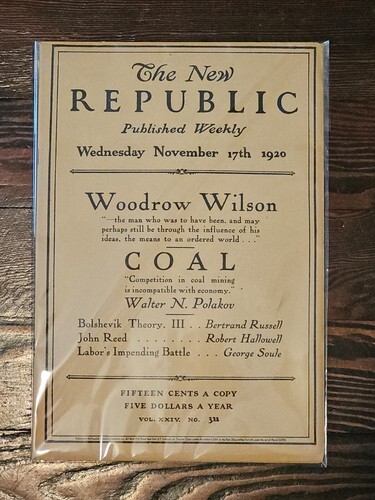 The New
REPUBLIC
Published Weekly
Wednesday November 17th 1920
Woodrow Wilson
"—the man who was to have been, and may
perhaps still be through the influence of his
ideas, the means to an ordered world . . ."
COAL
"Competition in coal mining
is incompatible with economy."
Walter N. Polakov
Bolshevik Theory. III . . Bertrand Russell
John Reed . . . . . . . . Robert Hallowell
Labor's Impending Battle . . . George Soule
FIFTEEN CENTS A COPY
FIVE DOLLARS A YEAR
VOL. XXIV. NO. 311